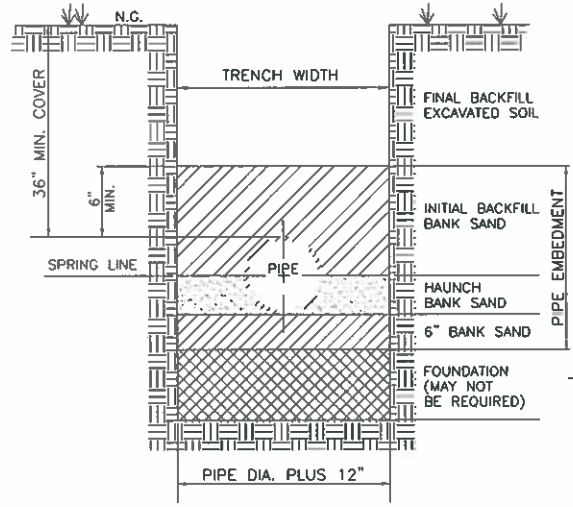 N.G.
TRENCH WIDTH
36" MIN. COVER
6"
MIN.
FINAL BACKFILL
EXCAVATED SOIL
INITIAL BACKFILL
BANK SAND
PIPE EMBEDMENT
SPRING LINE
PIPE
HAUNCH
BANK SAND
6" BANK SAND
FOUNDATION
(MAY NOT
BE REQUIRED)
PIPE DIA. PLUS 12"